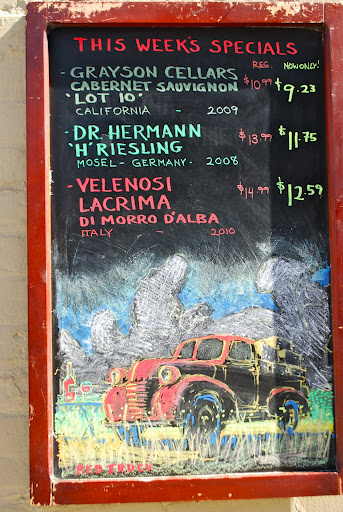 THIS WEEK'S SPECIALS
REG. NOW ONLY!
- GRAYSON CELLARS $10.99 $9.23
CABERNET SAUVIGNON
'LOT 10'
CALIFORNIA - 2009
- DR. HERMANN $13.99 $11.75
'H' RIESLING
MOSEL - GERMANY - 2008
- VELENOSI $14.99 $12.59
LACRIMA
DI MORRO D'ALBA
ITALY 2010
RED TRUCK